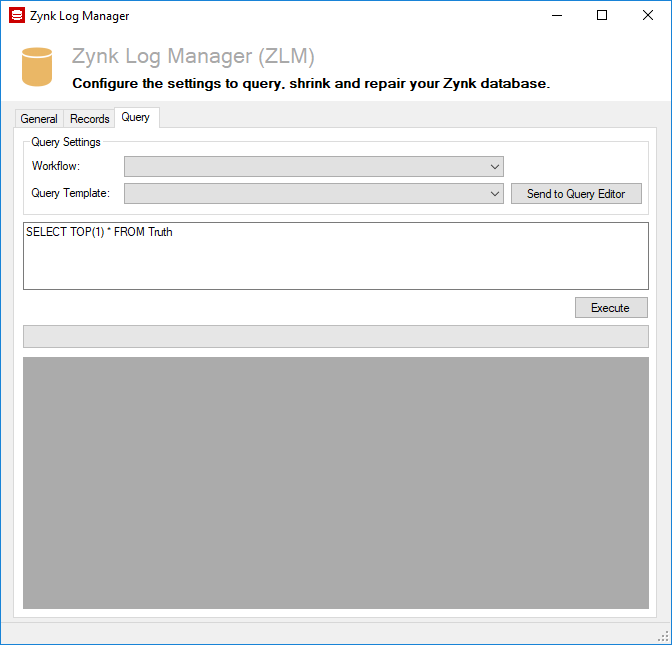 Zynk Log Manager
Zynk Log Manager (ZLM)
Configure the settings to query, shrink and repair your Zynk database.
General Records Query
Query Settings
Workflow:
Query Template: Send to Query Editor
SELECT TOP(1) * FROM Truth
Execute